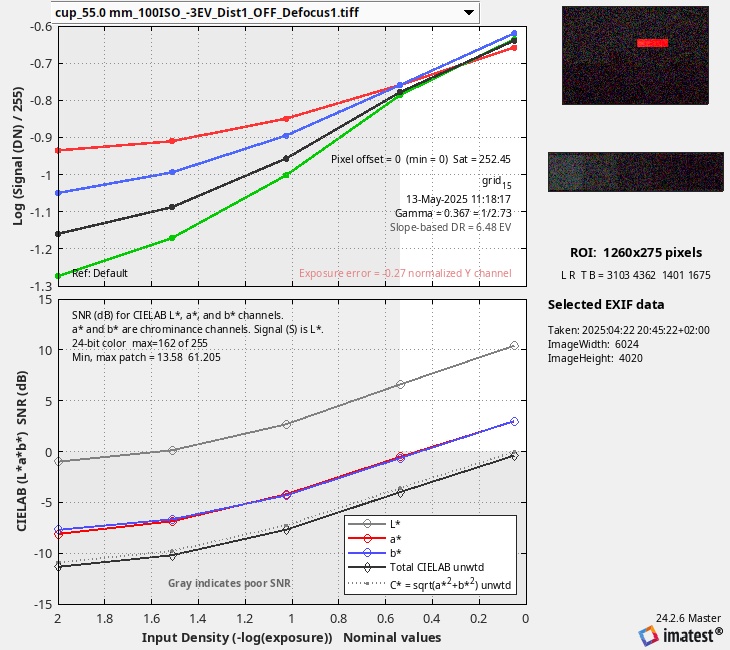 cup_55.0 mm_100ISO_-3EV_Dist1_OFF_Defocus1.tiff
-0.6
-0.7
-0.8
-0.9
-1
-1.1
-1.2
-1.3
Log (Signal (DN) / 255)
Pixel offset = 0 (min = 0) Sat = 252.45
grid15
13-May-2025 11:18:17
Gamma = 0.367 = 1/2.73
Slope-based DR = 6.48 EV
Ref: Default
Exposure error = -0.27 normalized Y channel
15
10
5
0
-5
-10
-15
CIELAB (L*a*b*) SNR (dB)
SNR (dB) for CIELAB L*, a*, and b* channels.
a* and b* are chrominance channels. Signal (S) is L*.
24-bit color max=162 of 255
Min, max patch = 13.58 61.205
L*
a*
b*
Total CIELAB unwtd
C* = sqrt(a*2+b*2) unwtd
Gray indicates poor SNR
2 1.8 1.6 1.4 1.2 1 0.8 0.6 0.4 0.2 0
Input Density (-log(exposure)) Nominal values
ROI: 1260x275 pixels
L R T B = 3103 4362 1401 1675
Selected EXIF data
Taken: 2025:04:22 20:45:22+02:00
ImageWidth: 6024
ImageHeight: 4020
24.2.6 Master
imatest®